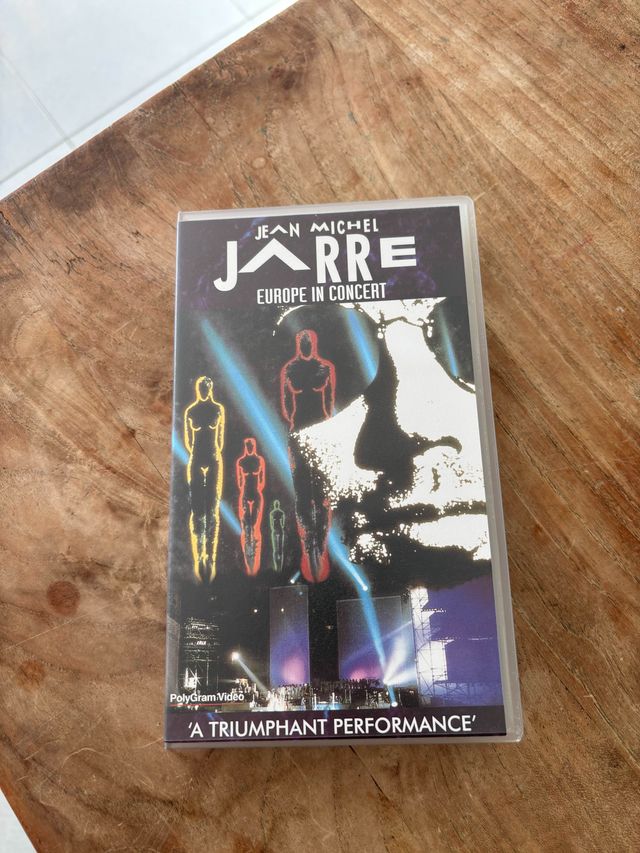 JEAN MICHEL
JARRE
EUROPE IN CONCERT
PolyGram Video
'A TRIUMPHANT PERFORMANCE'